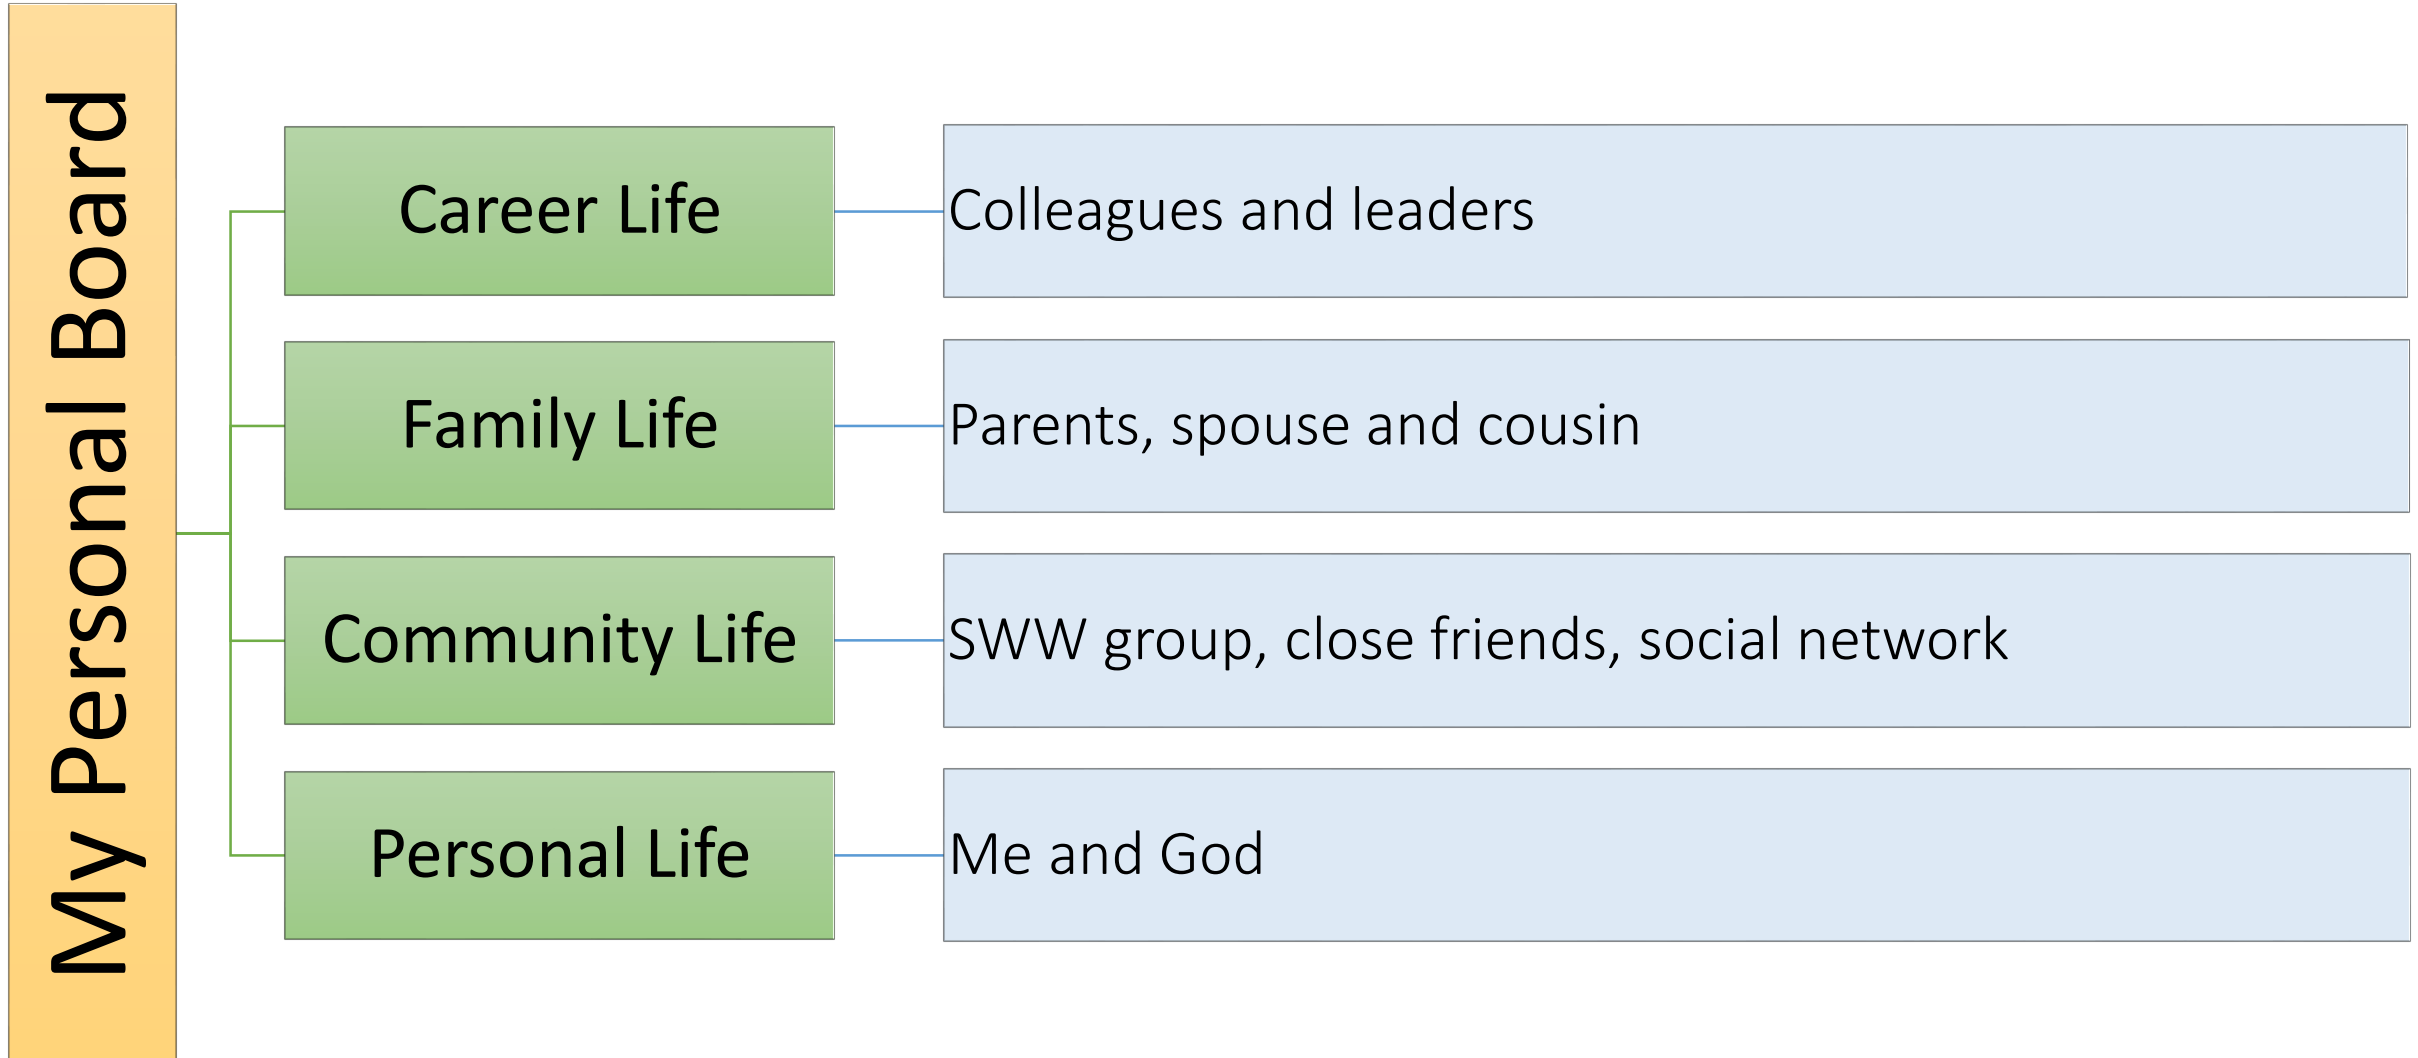 My Personal Board
Career Life
Colleagues and leaders
Family Life
Parents, spouse and cousin
Community Life
SWW group, close friends, social network
Personal Life
Me and God